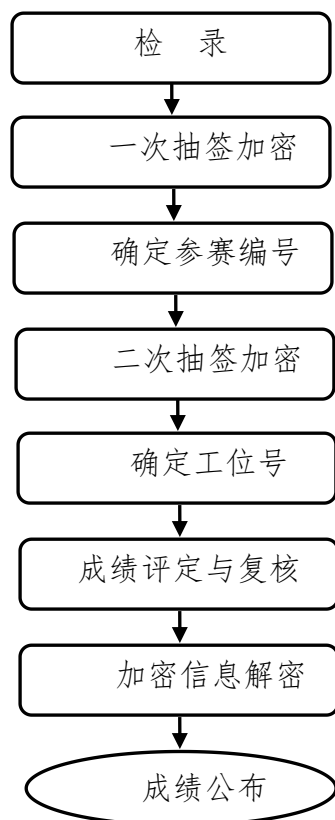 检 录
一次抽签加密
确定参赛编号
二次抽签加密
确定工位号
成绩评定与复核
加密信息解密
成绩公布